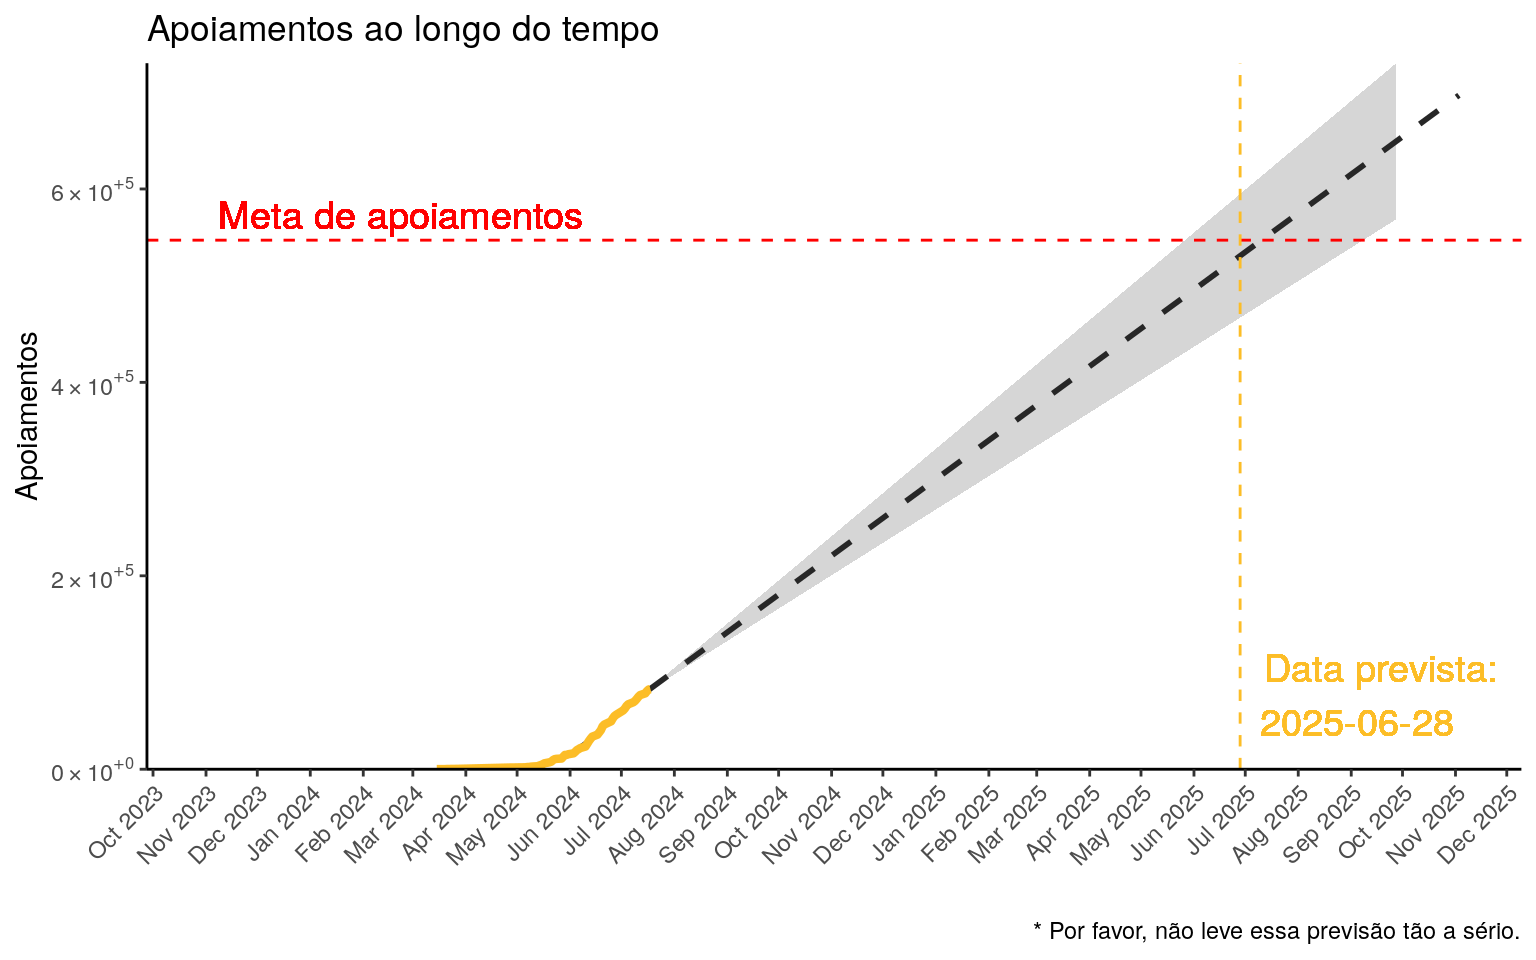 Apoiamentos ao longo do tempo
Apoiamentos
6 × 10⁺⁵
4 × 10⁺⁵
2 × 10⁺⁵
0 × 10⁺⁰
Meta de apoiamentos
Data prevista:
2025-06-28
Oct 2023
Nov 2023
Dec 2023
Jan 2024
Feb 2024
Mar 2024
Apr 2024
May 2024
Jun 2024
Jul 2024
Aug 2024
Sep 2024
Oct 2024
Nov 2024
Dec 2024
Jan 2025
Feb 2025
Mar 2025
Apr 2025
May 2025
Jun 2025
Jul 2025
Aug 2025
Sep 2025
Oct 2025
Nov 2025
Dec 2025
* Por favor, não leve essa previsão tão a sério.